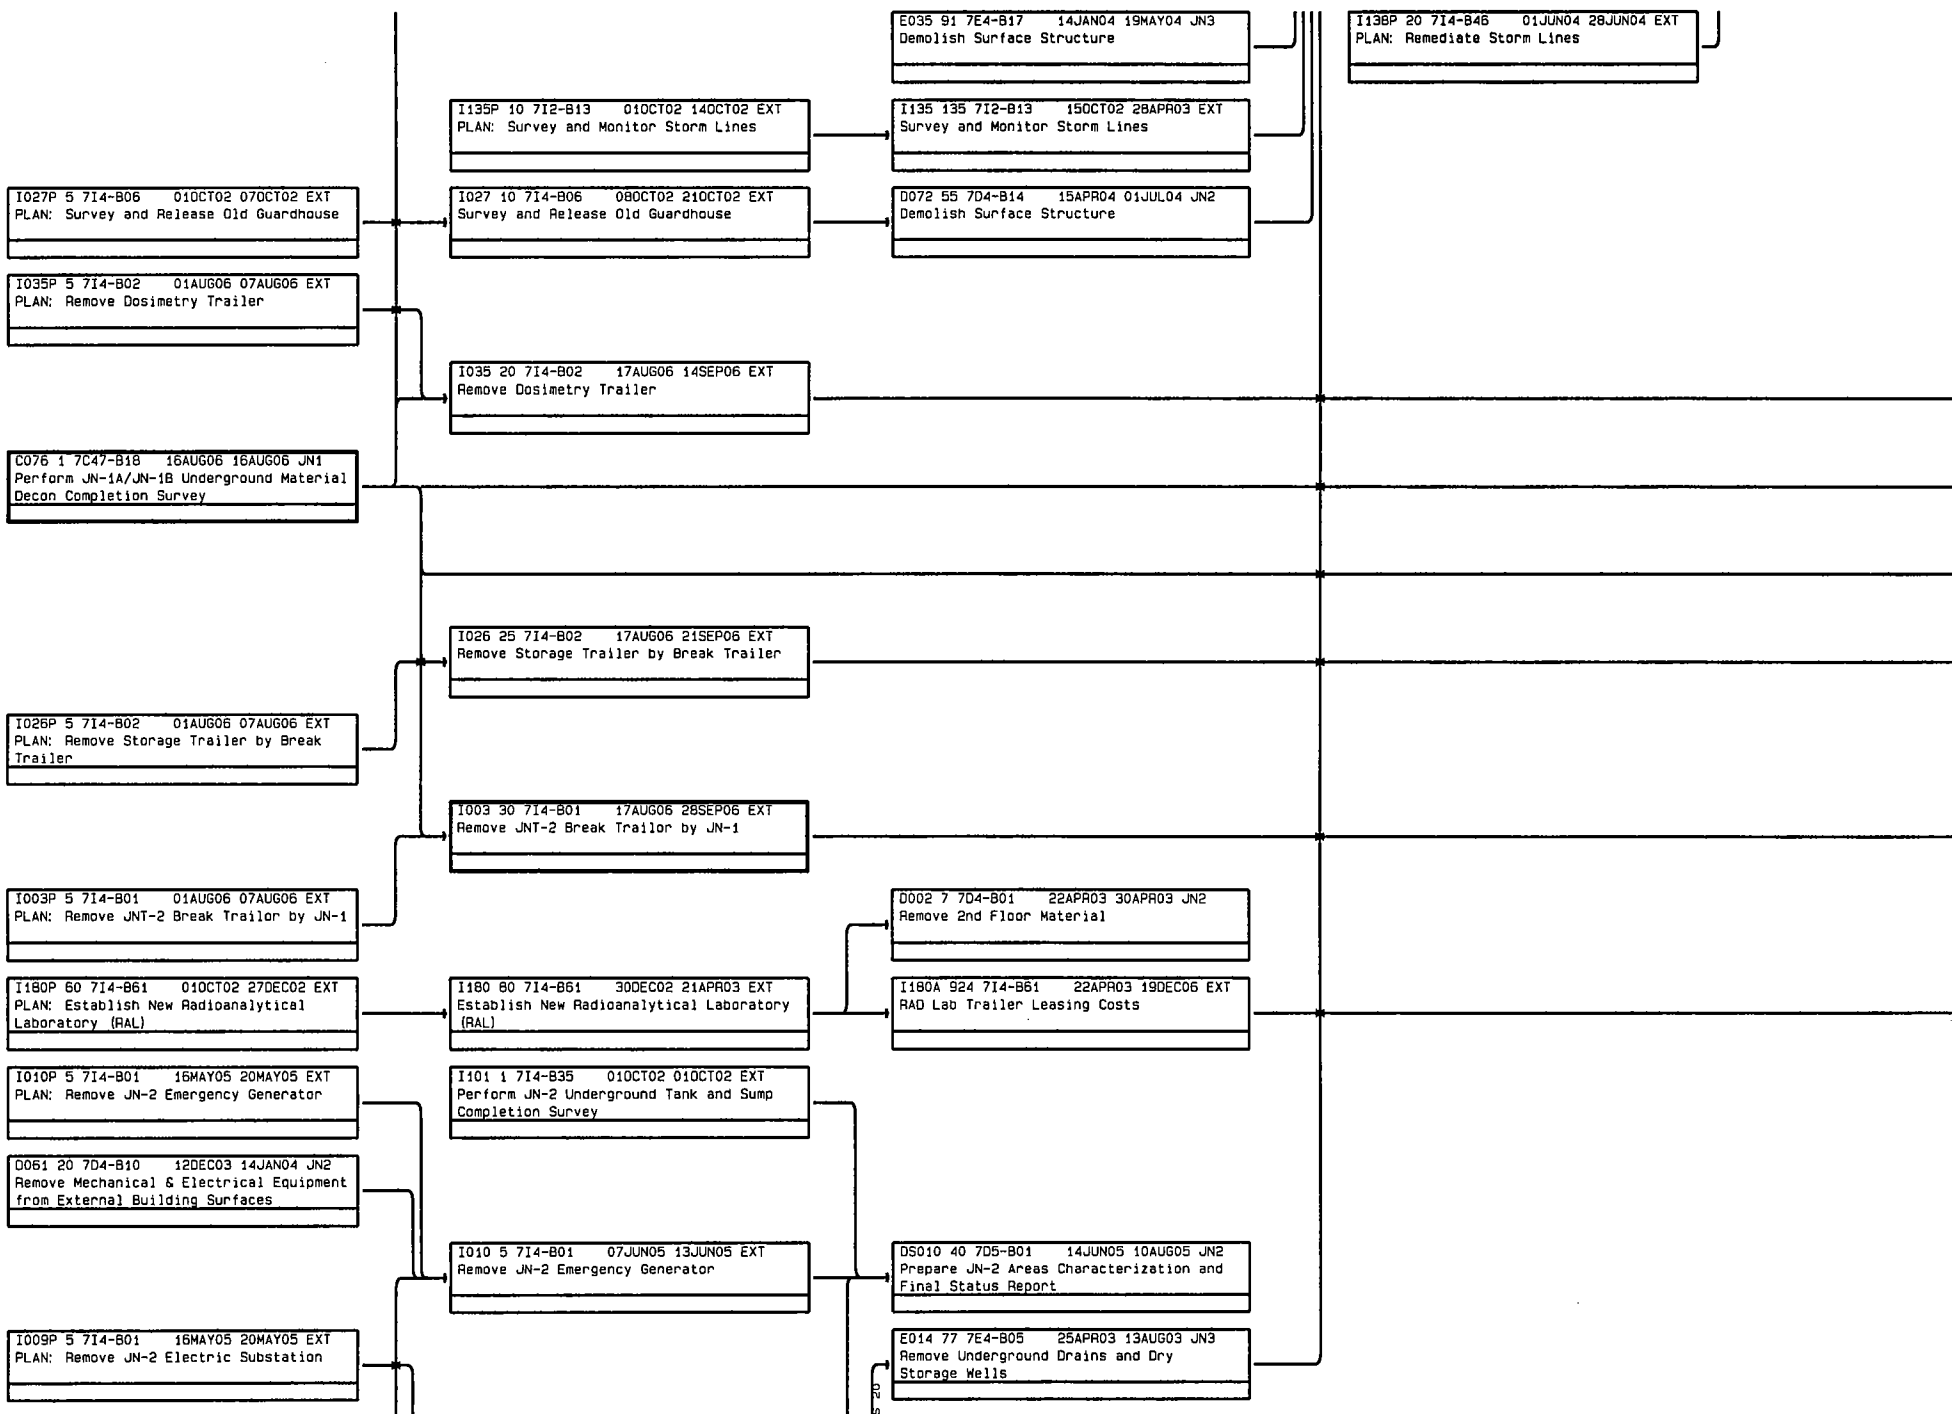 E035 91 7E4-B17 14JAN04 19MAY04 JN3
Demolish Surface Structure
I138P 20 7I4-B46 01JUN04 28JUN04 EXT
PLAN: Remediate Storm Lines
I135P 10 7I2-B13 01OCT02 14OCT02 EXT
PLAN: Survey and Monitor Storm Lines
I135 135 7I2-B13 15OCT02 28APR03 EXT
Survey and Monitor Storm Lines
I027P 5 7I4-B06 01OCT02 07OCT02 EXT
PLAN: Survey and Release Old Guardhouse
I027 10 7I4-B06 08OCT02 21OCT02 EXT
Survey and Release Old Guardhouse
D072 55 7D4-B14 15APR04 01JUL04 JN2
Demolish Surface Structure
I035P 5 7I4-B02 01AUG06 07AUG06 EXT
PLAN: Remove Dosimetry Trailer
I035 20 7I4-B02 17AUG06 14SEP06 EXT
Remove Dosimetry Trailer
C076 1 7C47-B18 16AUG06 16AUG06 JN1
Perform JN-1A/JN-1B Underground Material
Decon Completion Survey
I026 25 7I4-B02 17AUG06 21SEP06 EXT
Remove Storage Trailer by Break Trailer
I026P 5 7I4-B02 01AUG06 07AUG06 EXT
PLAN: Remove Storage Trailer by Break
Trailer
I003 30 7I4-B01 17AUG06 28SEP06 EXT
Remove JNT-2 Break Trailor by JN-1
I003P 5 7I4-B01 01AUG06 07AUG06 EXT
PLAN: Remove JNT-2 Break Trailor by JN-1
D002 7 7D4-B01 22APR03 30APR03 JN2
Remove 2nd Floor Material
I180P 60 7I4-B61 01OCT02 27DEC02 EXT
PLAN: Establish New Radioanalytical
Laboratory (RAL)
I180 80 7I4-B61 30DEC02 21APR03 EXT
Establish New Radioanalytical Laboratory
(RAL)
I180A 924 7I4-B61 22APR03 19DEC06 EXT
RAD Lab Trailer Leasing Costs
I010P 5 7I4-B01 16MAY05 20MAY05 EXT
PLAN: Remove JN-2 Emergency Generator
I101 1 7I4-B35 01OCT02 01OCT02 EXT
Perform JN-2 Underground Tank and Sump
Completion Survey
D061 20 7D4-B10 12DEC03 14JAN04 JN2
Remove Mechanical & Electrical Equipment
from External Building Surfaces
I010 5 7I4-B01 07JUN05 13JUN05 EXT
Remove JN-2 Emergency Generator
DS010 40 7D5-B01 14JUN05 10AUG05 JN2
Prepare JN-2 Areas Characterization and
Final Status Report
I009P 5 7I4-B01 16MAY05 20MAY05 EXT
PLAN: Remove JN-2 Electric Substation
E014 77 7E4-B05 25APR03 13AUG03 JN3
Remove Underground Drains and Dry
Storage Wells
S 20